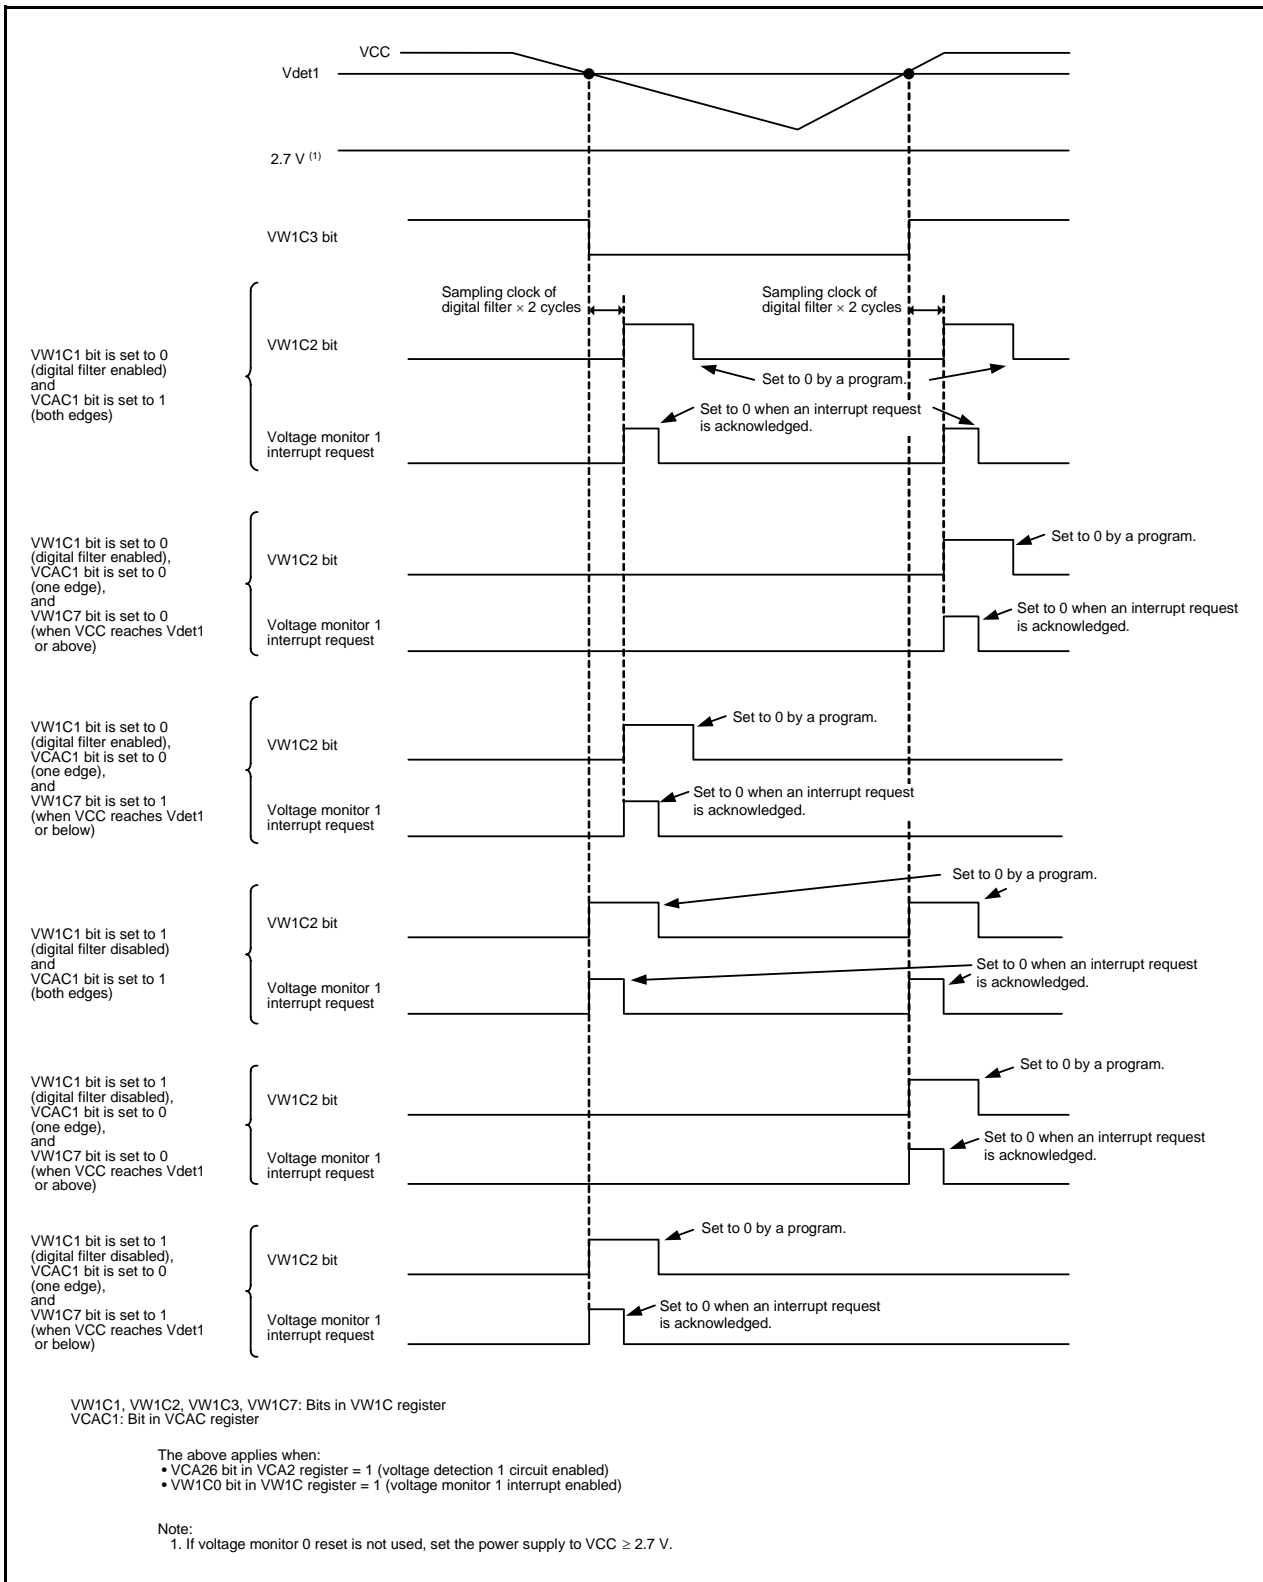 VCC
Vdet1
2.7 V (1)
VW1C3 bit
Sampling clock of
digital filter × 2 cycles
Sampling clock of
digital filter × 2 cycles
VW1C1 bit is set to 0
(digital filter enabled)
and
VCAC1 bit is set to 1
(both edges)
VW1C2 bit
Set to 0 by a program.
Set to 0 when an interrupt request
is acknowledged.
Voltage monitor 1
interrupt request
VW1C1 bit is set to 0
(digital filter enabled),
VCAC1 bit is set to 0
(one edge),
and
VW1C7 bit is set to 0
(when VCC reaches Vdet1
or above)
VW1C2 bit
Set to 0 by a program.
Voltage monitor 1
interrupt request
Set to 0 when an interrupt request
is acknowledged.
VW1C1 bit is set to 0
(digital filter enabled),
VCAC1 bit is set to 0
(one edge),
and
VW1C7 bit is set to 1
(when VCC reaches Vdet1
or below)
VW1C2 bit
Set to 0 by a program.
Voltage monitor 1
interrupt request
Set to 0 when an interrupt request
is acknowledged.
VW1C1 bit is set to 1
(digital filter disabled)
and
VCAC1 bit is set to 1
(both edges)
VW1C2 bit
Set to 0 by a program.
Voltage monitor 1
interrupt request
Set to 0 when an interrupt request
is acknowledged.
VW1C1 bit is set to 1
(digital filter disabled),
VCAC1 bit is set to 0
(one edge),
and
VW1C7 bit is set to 0
(when VCC reaches Vdet1
or above)
VW1C2 bit
Set to 0 by a program.
Voltage monitor 1
interrupt request
Set to 0 when an interrupt request
is acknowledged.
VW1C1 bit is set to 1
(digital filter disabled),
VCAC1 bit is set to 0
(one edge),
and
VW1C7 bit is set to 1
(when VCC reaches Vdet1
or below)
VW1C2 bit
Set to 0 by a program.
Voltage monitor 1
interrupt request
Set to 0 when an interrupt request
is acknowledged.
VW1C1, VW1C2, VW1C3, VW1C7: Bits in VW1C register
VCAC1: Bit in VCAC register
The above applies when:
• VCA26 bit in VCA2 register = 1 (voltage detection 1 circuit enabled)
• VW1C0 bit in VW1C register = 1 (voltage monitor 1 interrupt enabled)
Note:
1. If voltage monitor 0 reset is not used, set the power supply to VCC ≥ 2.7 V.